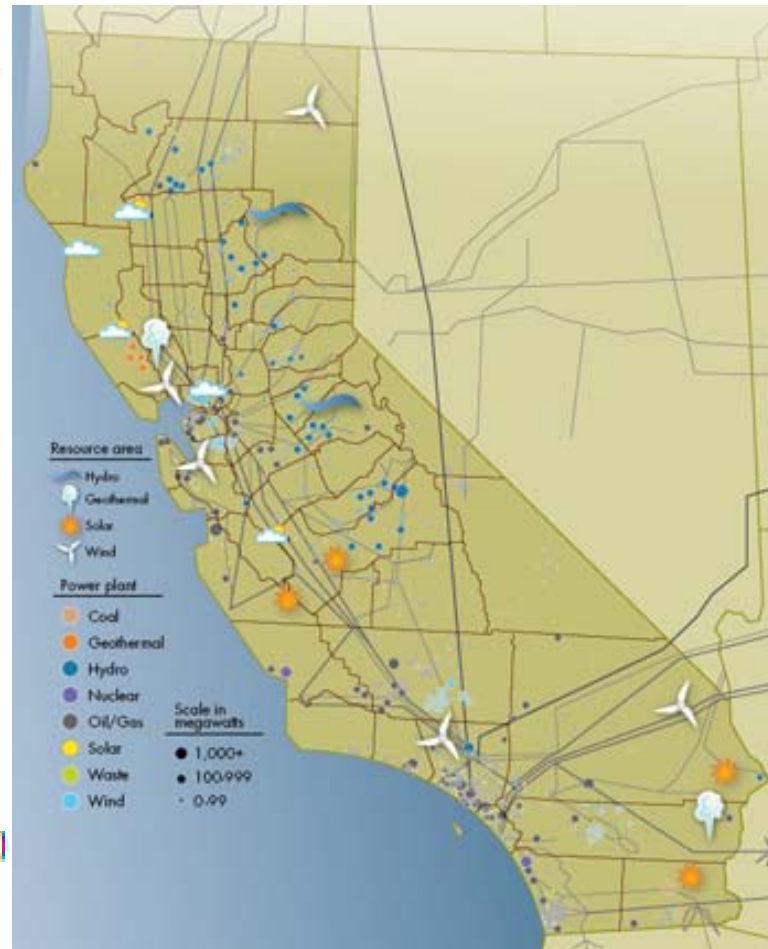 Resource area
Hydro
Geothermal
Solar
Wind
Power plant
Coal
Geothermal
Hydro
Nuclear
Oil/Gas
Solar
Waste
Wind
Scale in
megawatts
1,000+
100-999
0-99